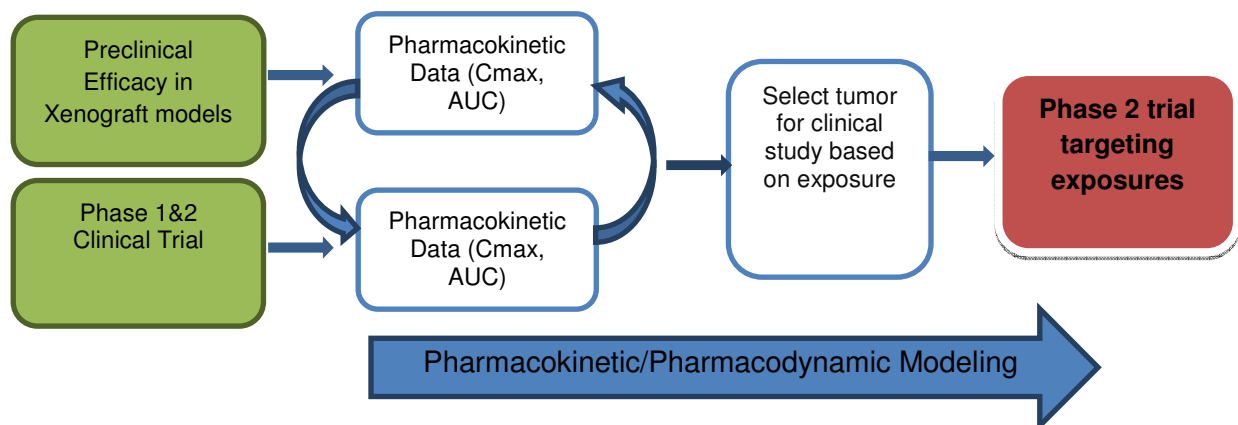 Preclinical
Efficacy in
Xenograft models
Pharmacokinetic
Data (Cmax,
AUC)
Phase 1&2
Clinical Trial
Pharmacokinetic
Data (Cmax,
AUC)
Select tumor
for clinical
study based
on exposure
Phase 2 trial
targeting
exposures
Pharmacokinetic/Pharmacodynamic Modeling